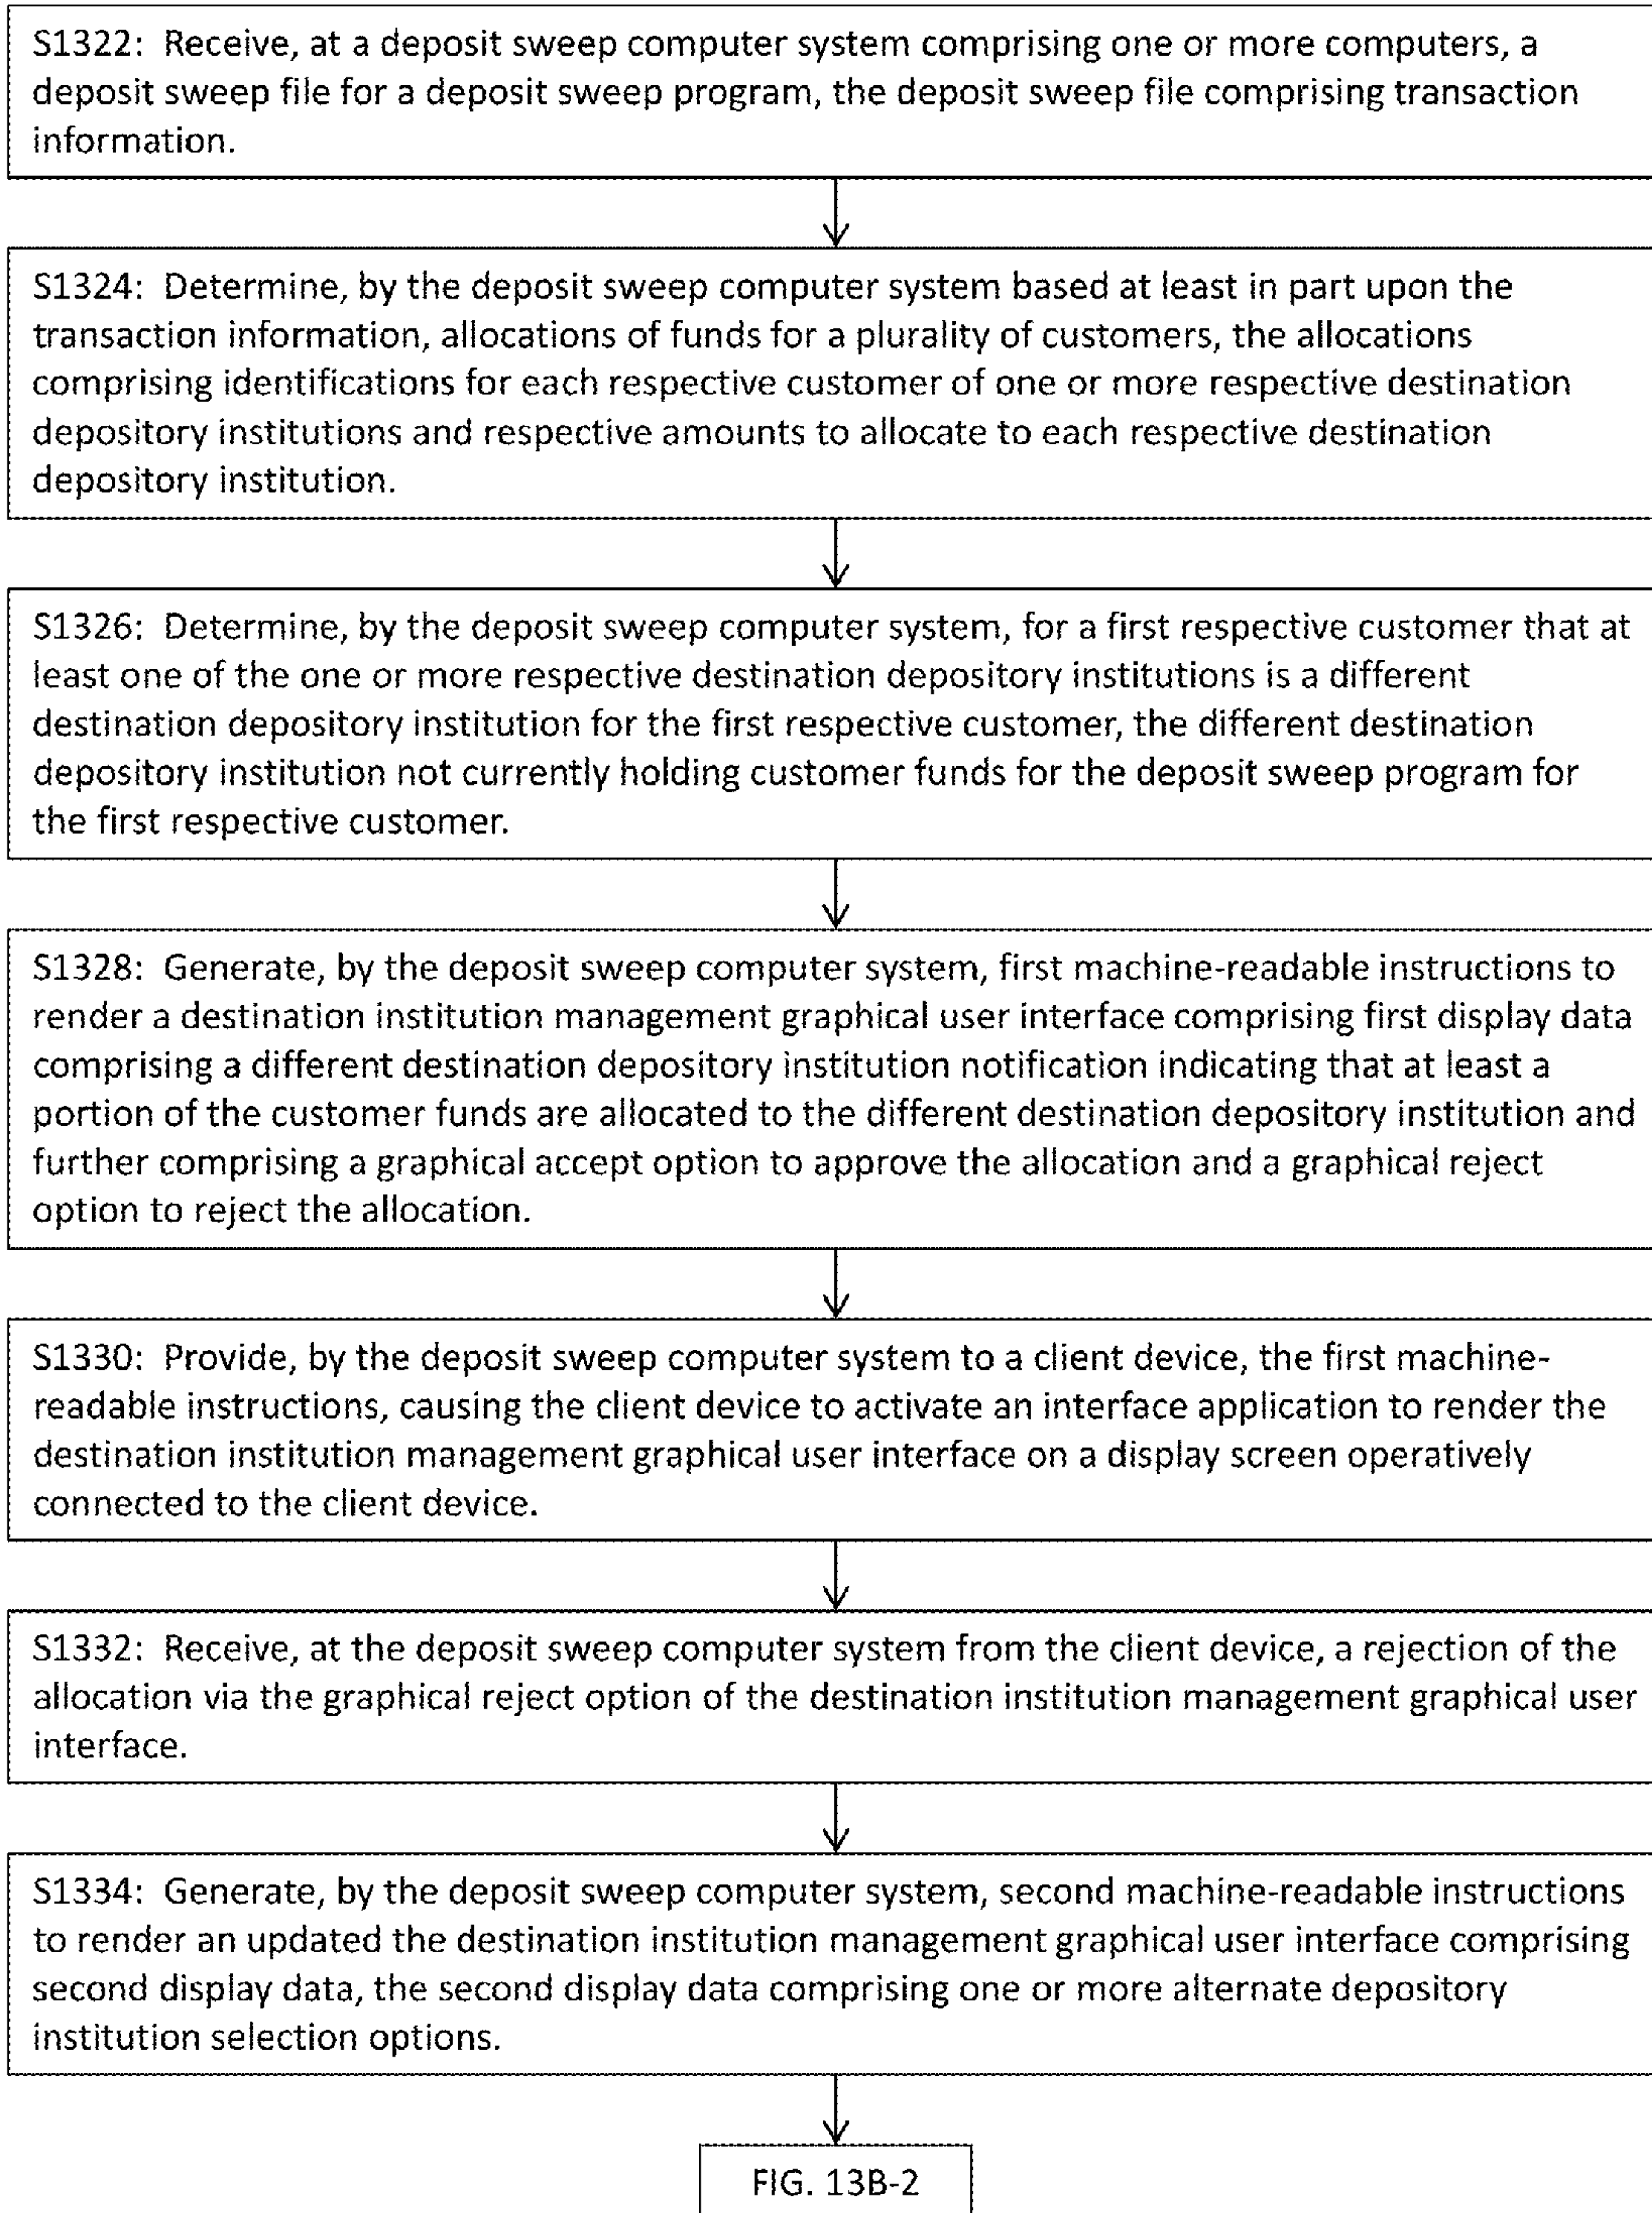 S1322: Receive, at a deposit sweep computer system comprising one or more computers, a
deposit sweep file for a deposit sweep program, the deposit sweep file comprising transaction
information.
S1324: Determine, by the deposit sweep computer system based at least in part upon the
transaction information, allocations of funds for a plurality of customers, the allocations
comprising identifications for each respective customer of one or more respective destination
depository institutions and respective amounts to allocate to each respective destination
depository institution.
S1326: Determine, by the deposit sweep computer system, for a first respective customer that at
least one of the one or more respective destination depository institutions is a different
destination depository institution for the first respective customer, the different destination
depository institution not currently holding customer funds for the deposit sweep program for
the first respective customer.
S1328: Generate, by the deposit sweep computer system, first machine-readable instructions to
render a destination institution management graphical user interface comprising first display data
comprising a different destination depository institution notification indicating that at least a
portion of the customer funds are allocated to the different destination depository institution and
further comprising a graphical accept option to approve the allocation and a graphical reject
option to reject the allocation.
S1330: Provide, by the deposit sweep computer system to a client device, the first machine-
readable instructions, causing the client device to activate an interface application to render the
destination institution management graphical user interface on a display screen operatively
connected to the client device.
S1332: Receive, at the deposit sweep computer system from the client device, a rejection of the
allocation via the graphical reject option of the destination institution management graphical user
interface.
S1334: Generate, by the deposit sweep computer system, second machine-readable instructions
to render an updated the destination institution management graphical user interface comprising
second display data, the second display data comprising one or more alternate depository
institution selection options.
FIG. 13B-2